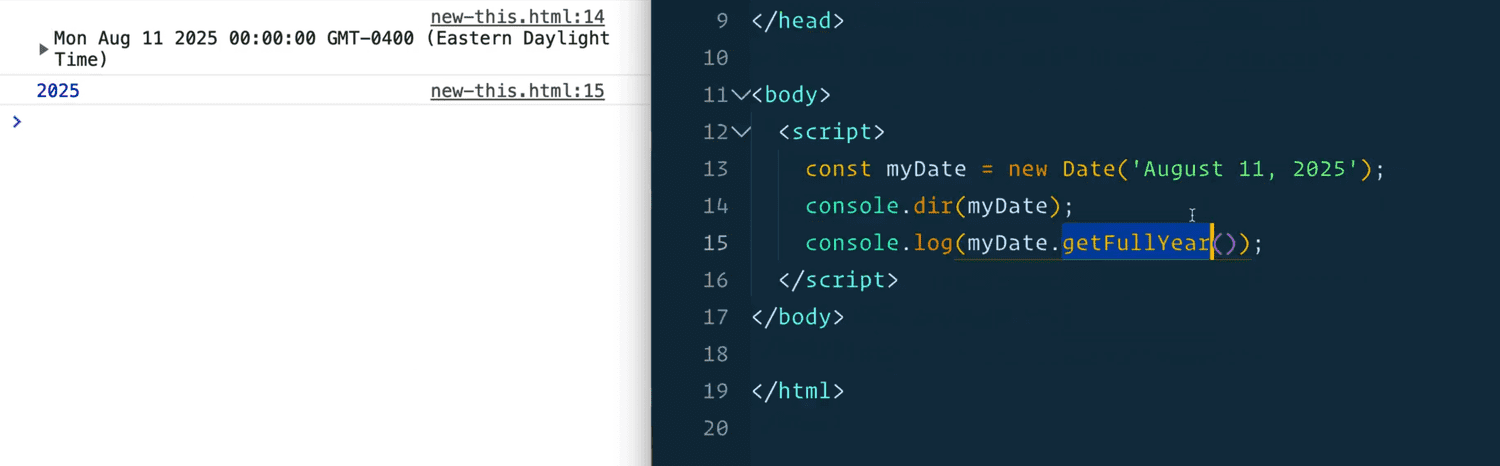 new-this.html:14
Mon Aug 11 2025 00:00:00 GMT-0400 (Eastern Daylight
Time)
2025 new-this.html:15
>
9 </head>
10
11 <body>
12 <script>
13 const myDate = new Date('August 11, 2025');
14 console.dir(myDate);
15 console.log(myDate.getFullYear());
16 </script>
17 </body>
18
19 </html>
20